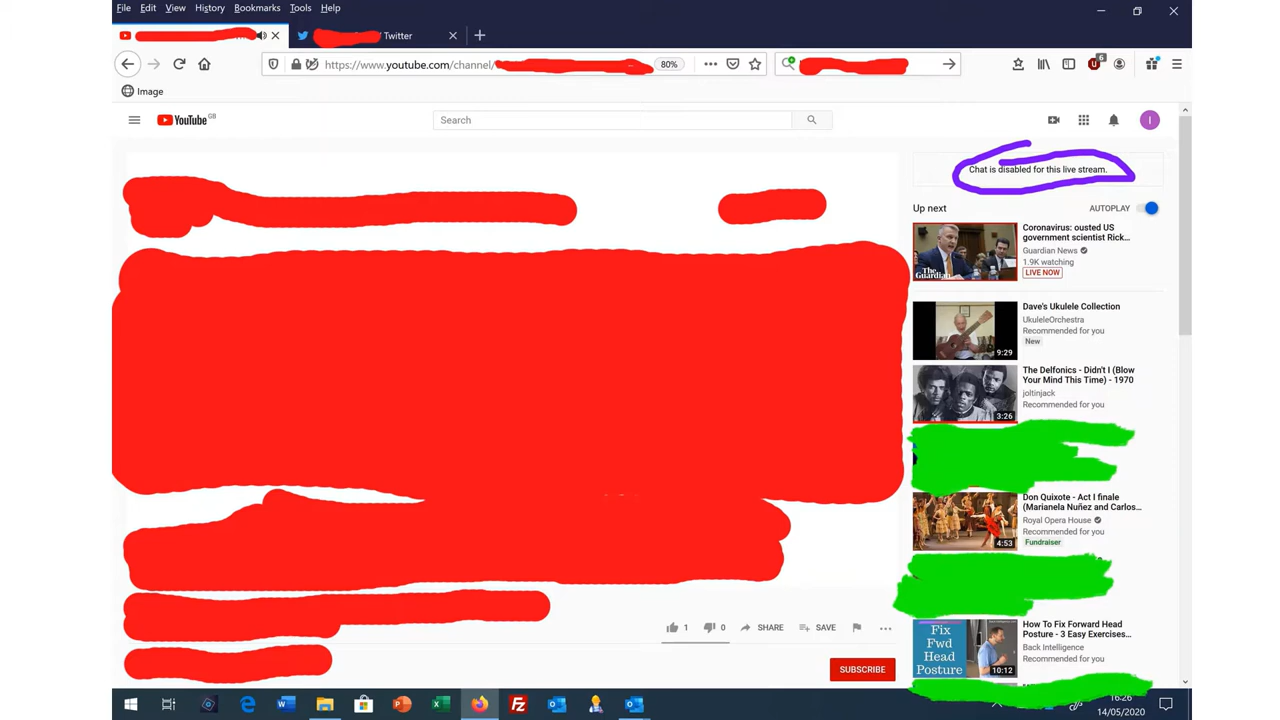 File Edit View History Bookmarks Tools Help
Twitter
https://www.youtube.com/channel/
80%
Image
YouTube GB
Search
Chat is disabled for this live stream.
Up next
AUTOPLAY
Coronavirus: ousted US
government scientist Rick...
Guardian News
1.9K watching
LIVE NOW
The
Guardian
Dave's Ukulele Collection
UkuleleOrchestra
Recommended for you
New
9:29
The Delfonics - Didn't I (Blow
Your Mind This Time) - 1970
joltinjack
Recommended for you
3:26
Don Quixote - Act I finale
(Marianela Nuñez and Carlos...
Royal Opera House
Recommended for you
Fundraiser
4:53
How To Fix Forward Head
Posture - 3 Easy Exercises...
Back Intelligence
Recommended for you
Fix
Fwd
Head
Posture
10:12
1 0 SHARE SAVE
SUBSCRIBE
16:26
14/05/2020